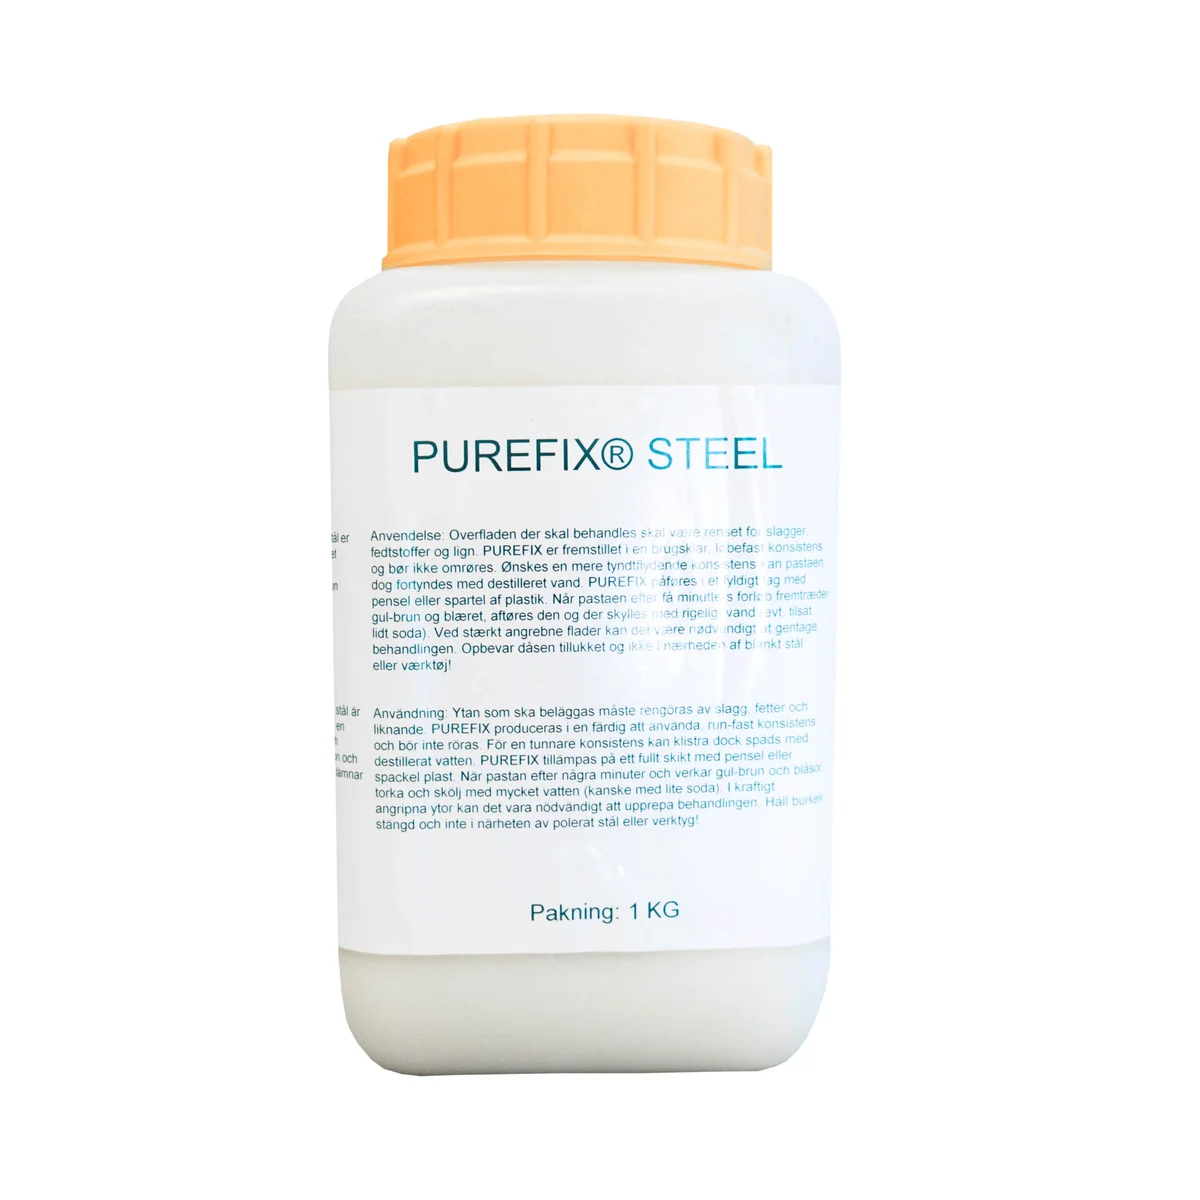 PUREFIX® STEEL
Anvendelse: Overfladen der skal behandles skal være renset for slagger,
fedtstoffer og lign. PUREFIX er fremstillet i en brugsklar, løbefast konsistens
og bør ikke omrøres. Ønskes en mere tyndtflydende konsistens kan pastaen
dog fortyndes med destilleret vand. PUREFIX påføres i et fyldigt lag med
pensel eller spartel af plastik. Når pastaen efter få minutters forløb fremtræder
gul-brun og blæret, aftøres den og der skylles med rigelig vand (evt. tilsat
lidt soda). Ved stærkt angrebne flader kan det være nødvendigt at gentage
behandlingen. Opbevar dåsen tillukket og ikke i nærheden af blankt stål
eller værktøj!
stål är
en
och
lämnar
Användning: Ytan som ska beläggas måste rengöras av slagg, fetter och
liknande. PUREFIX produceras i en färdig att använda, run-fast konsistens
och bör inte röras. För en tunnare konsistens kan klistra dock späds med
destillerat vatten. PUREFIX tillämpas på ett fullt skikt med pensel eller
spackel plast. När pastan efter några minuter och verkar gul-brun och blåsor,
torka och skölj med mycket vatten (kanske med lite soda). I kraftigt
angripna ytor kan det vara nödvändigt att upprepa behandlingen. Håll burken
stängd och inte i närheten av polerat stål eller verktyg!
Pakning: 1 KG